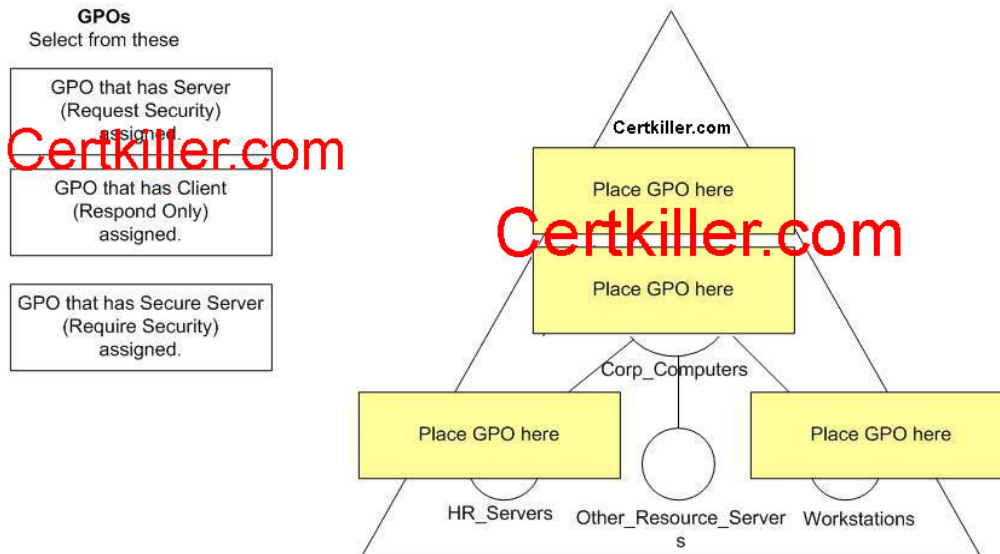 GPOs
Select from these
GPO that has Server
(Request Security)
assigned.
Certkiller.com
GPO that has Client
(Respond Only)
assigned.
GPO that has Secure Server
(Require Security)
assigned.
Certkiller.com
Place GPO here
Certkiller.com
Place GPO here
Corp_Computers
Place GPO here
Place GPO here
HR_Servers
Other_Resource_Server
s
Workstations